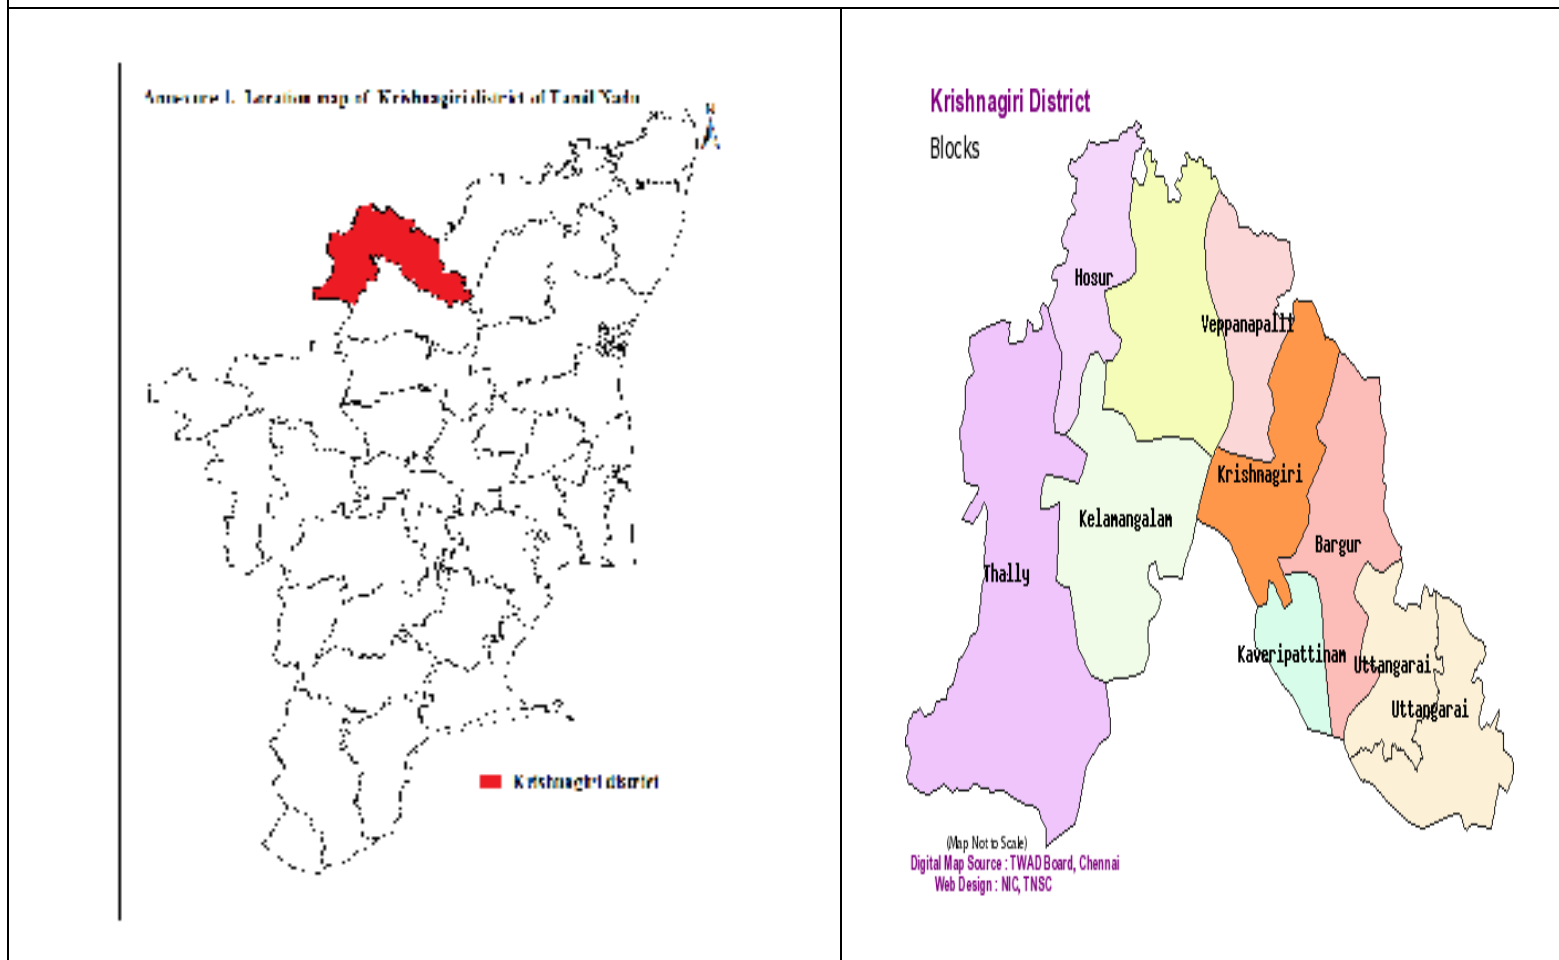 Annexure 1. Location map of Krishnagiri district of Tamil Nadu
N
Krishnagiri district
Krishnagiri District
Blocks
Hosur
Veppanapalli
Krishnagiri
Kelamangalam
Bargur
Thally
Kaveripattinam
Uttangarai
Uttangarai
(Map Not to Scale)
Digital Map Source : TWAD Board, Chennai
Web Design : NIC, TNSC